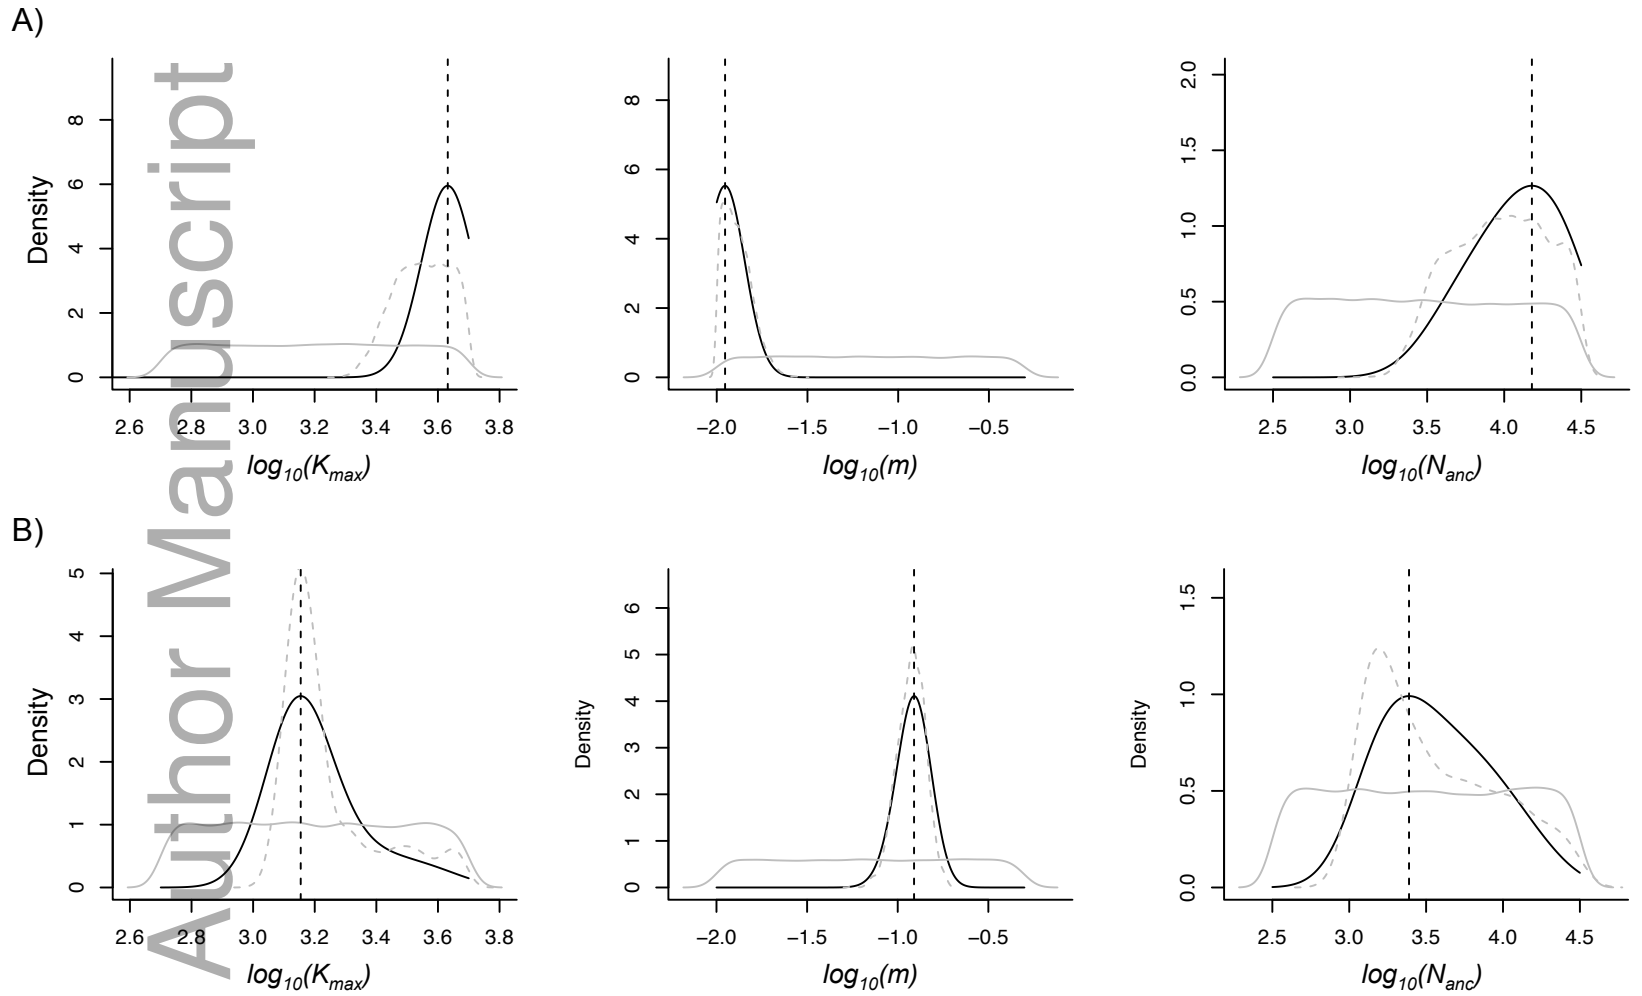 A)
Density
0 2 4 6 8
2.6 2.8 3.0 3.2 3.4 3.6 3.8
log10(Kmax)
0 2 4 6 8
−2.0 −1.5 −1.0 −0.5
log10(m)
0.0 0.5 1.0 1.5 2.0
2.5 3.0 3.5 4.0 4.5
log10(Nanc)
B)
Density
0 1 2 3 4 5
2.6 2.8 3.0 3.2 3.4 3.6 3.8
log10(Kmax)
Density
0 1 2 3 4 5 6
−2.0 −1.5 −1.0 −0.5
log10(m)
Density
0.0 0.5 1.0 1.5
2.5 3.0 3.5 4.0 4.5
log10(Nanc)
Author Manuscript